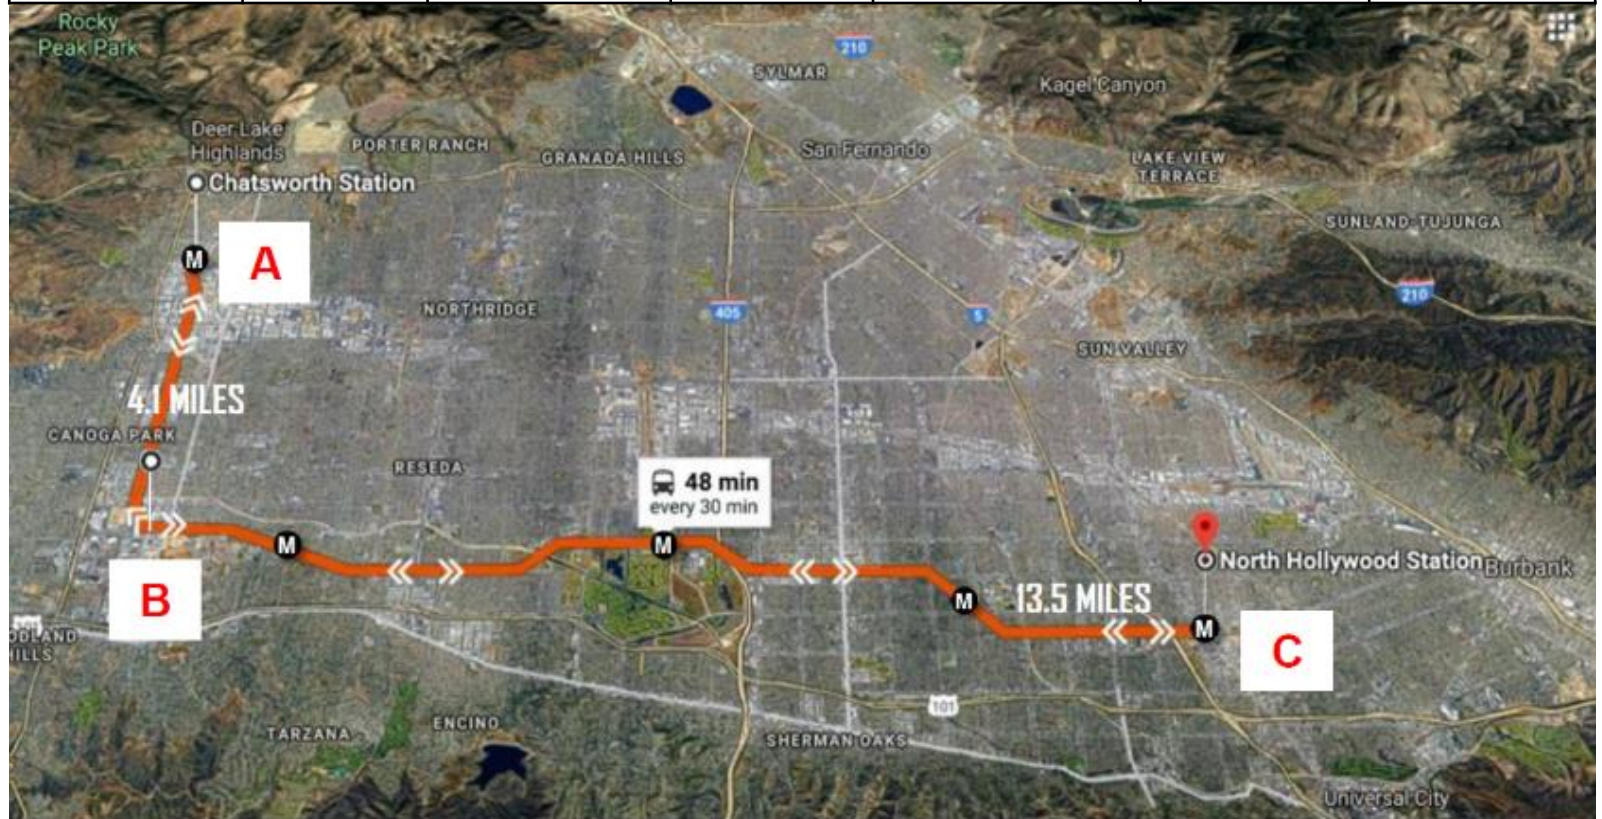 Rocky
Peak Park
210
SYLMAR
Kagel Canyon
Deer Lake
Highlands
PORTER RANCH
GRANADA HILLS
San Fernando
LAKE VIEW
TERRACE
Chatsworth Station
SUNLAND-TUJUNGA
M
A
210
NORTHRIDGE
405
5
SUN VALLEY
4.1 MILES
CANOGA PARK
RESEDA
48 min
every 30 min
M
M
North Hollywood Station
Burbank
B
M
13.5 MILES
M
C
HILLS
101
TARZANA
ENCINO
SHERMAN OAKS
Universal City